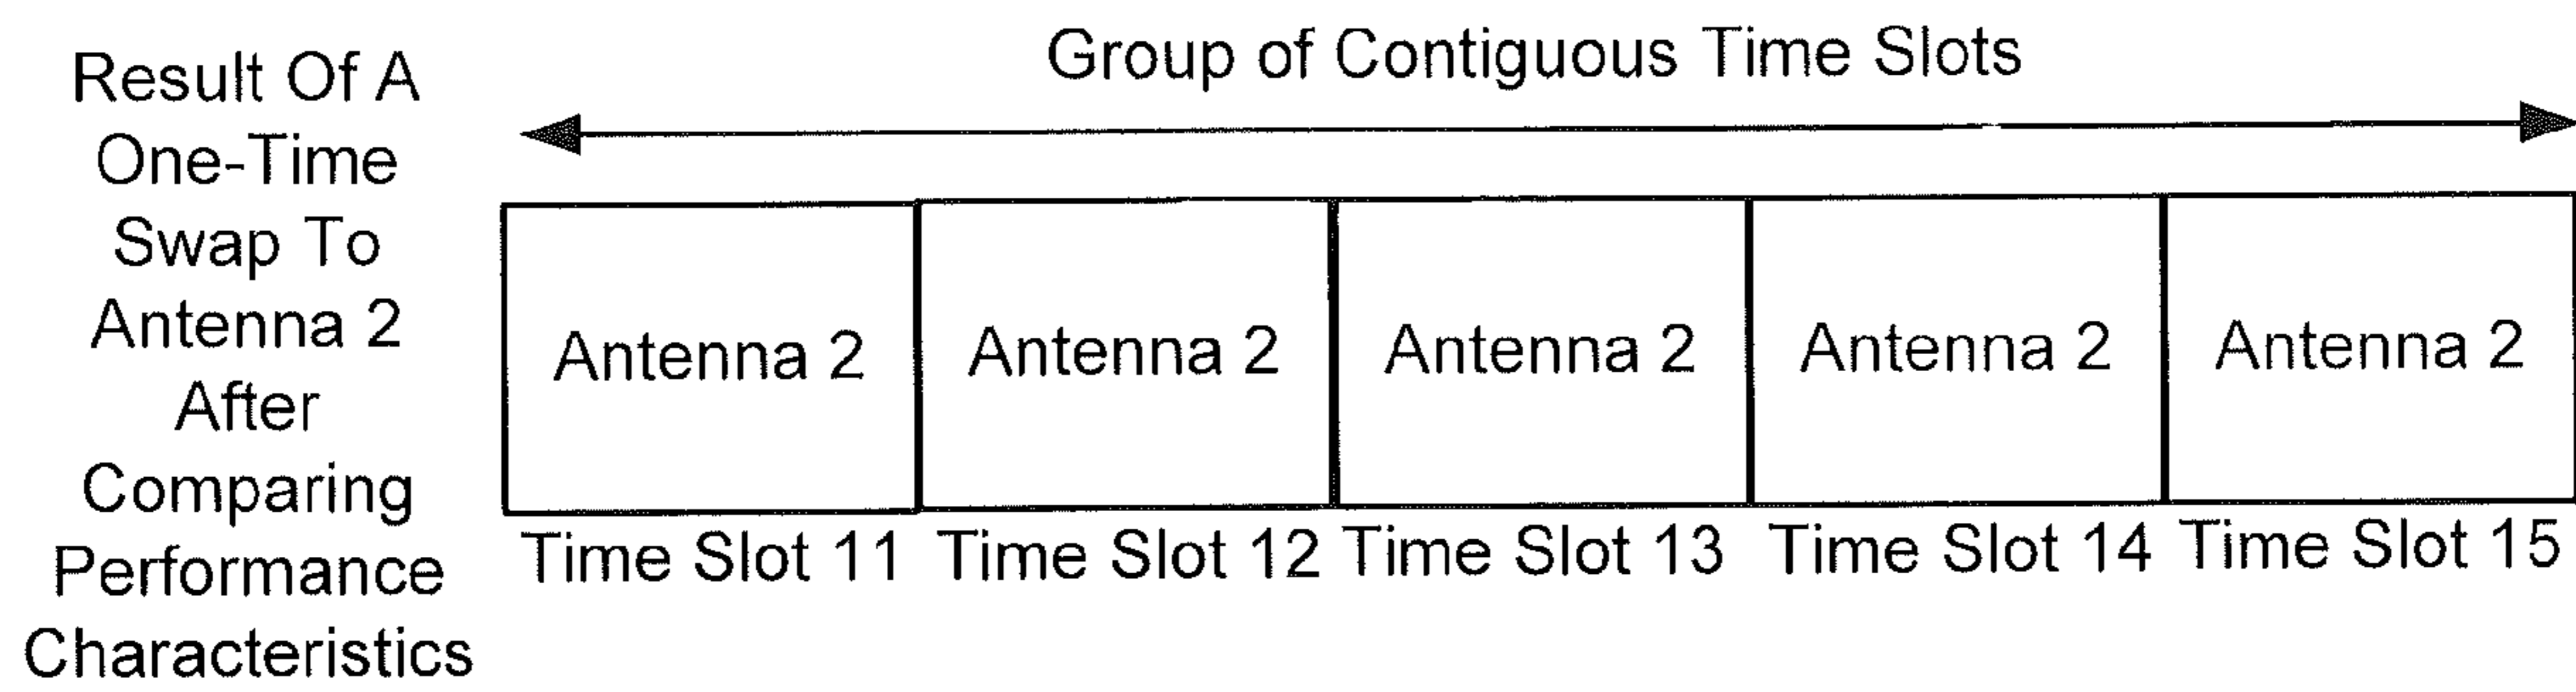 Result Of A
One-Time
Swap To
Antenna 2
After
Comparing
Performance
Characteristics
Group of Contiguous Time Slots
Antenna 2 Antenna 2 Antenna 2 Antenna 2 Antenna 2
Time Slot 11 Time Slot 12 Time Slot 13 Time Slot 14 Time Slot 15